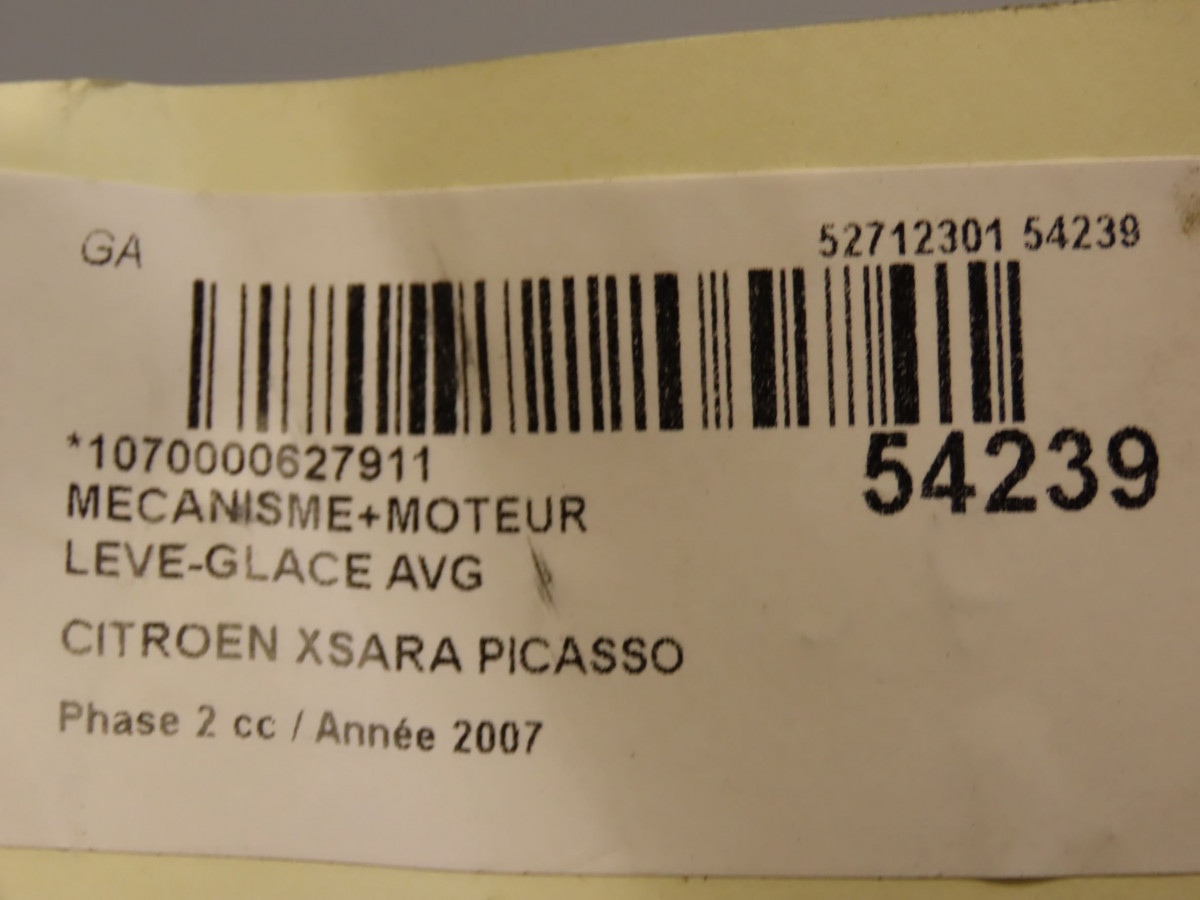 GA 52712301 54239
*1070000627911 54239
MECANISME+MOTEUR
LEVE-GLACE AVG
CITROEN XSARA PICASSO
Phase 2 cc / Année 2007